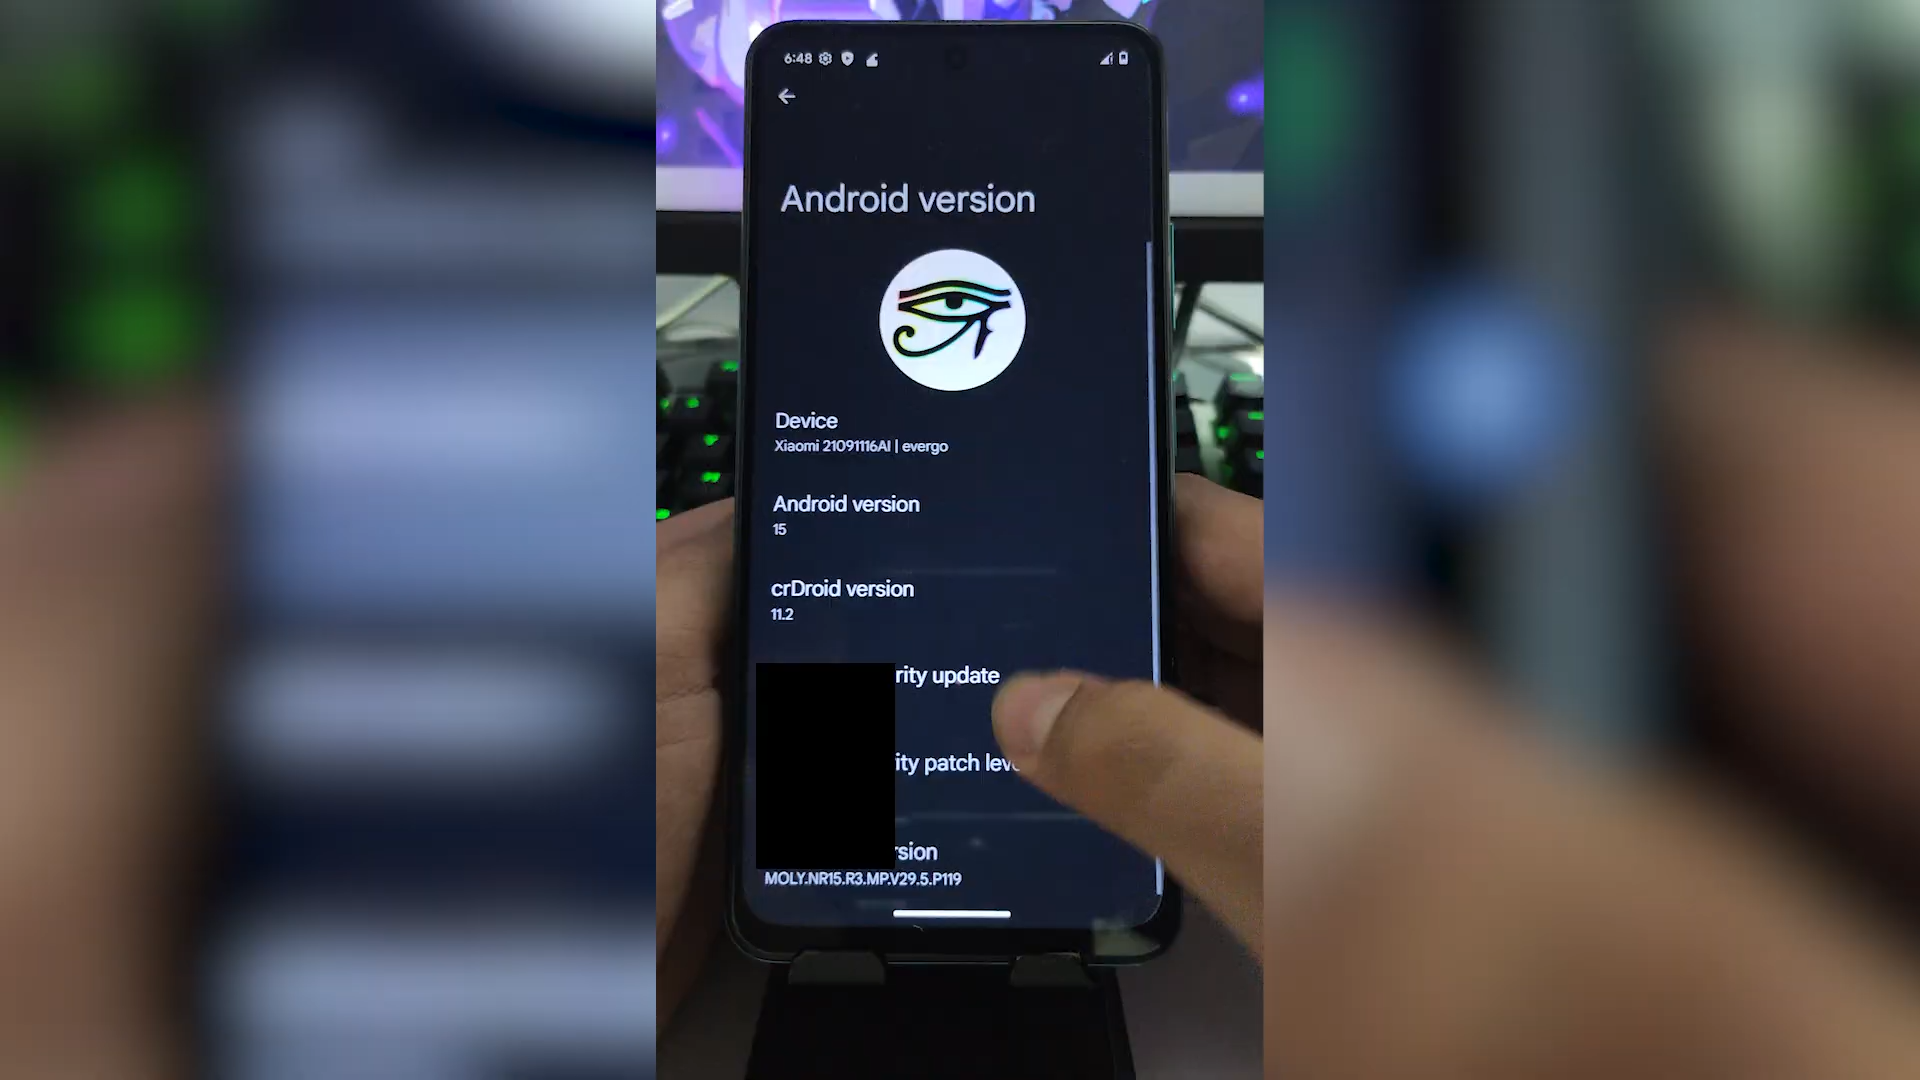 6:48
Android version
Device
Xiaomi 21091116AI | evergo
Android version
15
crDroid version
11.2
rity update
ity patch lev
rsion
MOLY.NR15.R3.MP.V29.5.P119